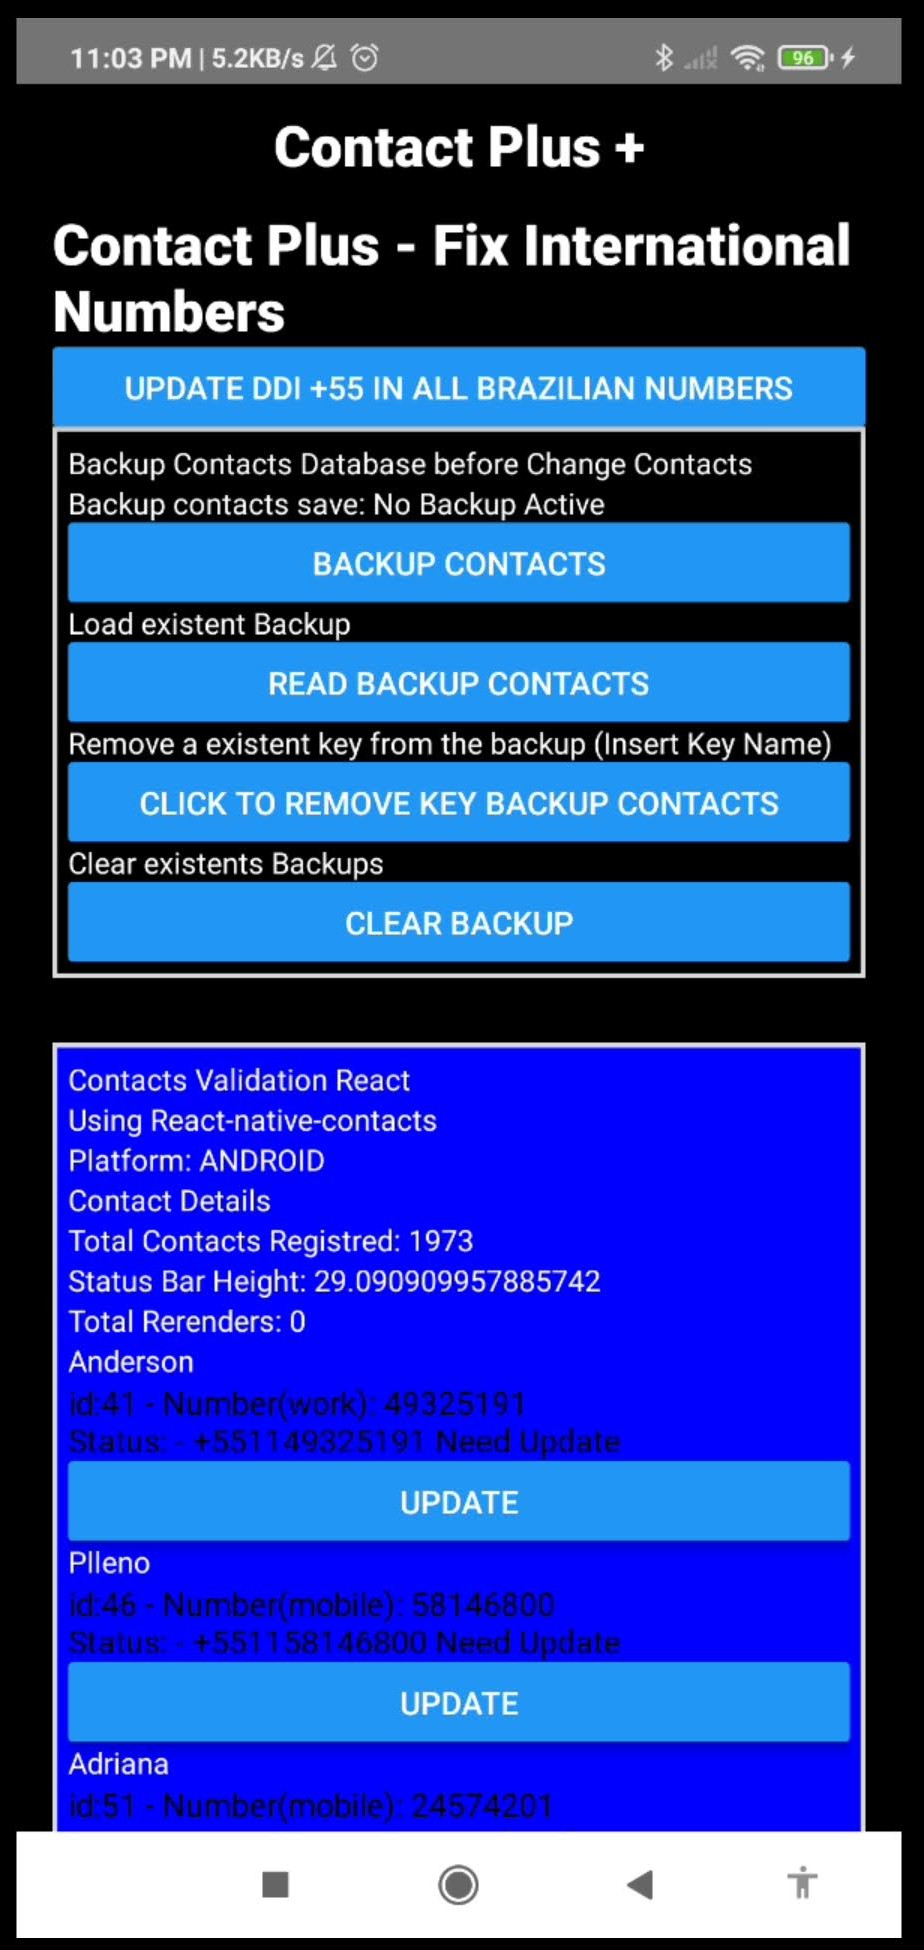 11:03 PM | 5.2KB/s
96
Contact Plus +
Contact Plus - Fix International
Numbers
UPDATE DDI +55 IN ALL BRAZILIAN NUMBERS
Backup Contacts Database before Change Contacts
Backup contacts save: No Backup Active
BACKUP CONTACTS
Load existent Backup
READ BACKUP CONTACTS
Remove a existent key from the backup (Insert Key Name)
CLICK TO REMOVE KEY BACKUP CONTACTS
Clear existents Backups
CLEAR BACKUP
Contacts Validation React
Using React-native-contacts
Platform: ANDROID
Contact Details
Total Contacts Registred: 1973
Status Bar Height: 29.090909957885742
Total Rerenders: 0
Anderson
id:41 - Number(work): 49325191
Status: - +551149325191 Need Update
UPDATE
Plleno
id:46 - Number(mobile): 58146800
Status: - +551158146800 Need Update
UPDATE
Adriana
id:51 - Number(mobile): 24574201